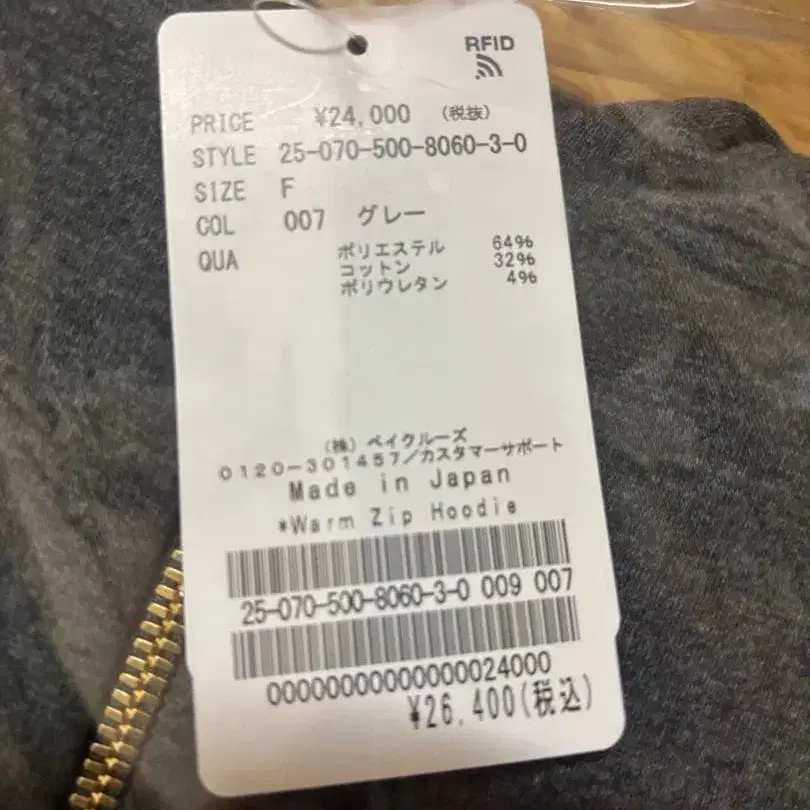 RFID
PRICE ¥24,000 (税抜)
STYLE 25-070-500-8060-3-0
SIZE F
COL 007 グレー
QUA ポリエステル 64%
コットン 32%
ポリウレタン 4%
(株) ベイクルーズ
0120-301457/カスタマーサポート
Made in Japan
*Warm Zip Hoodie
25-070-500-8060-3-0 009 007
00000000000000024000
¥26,400(税込)